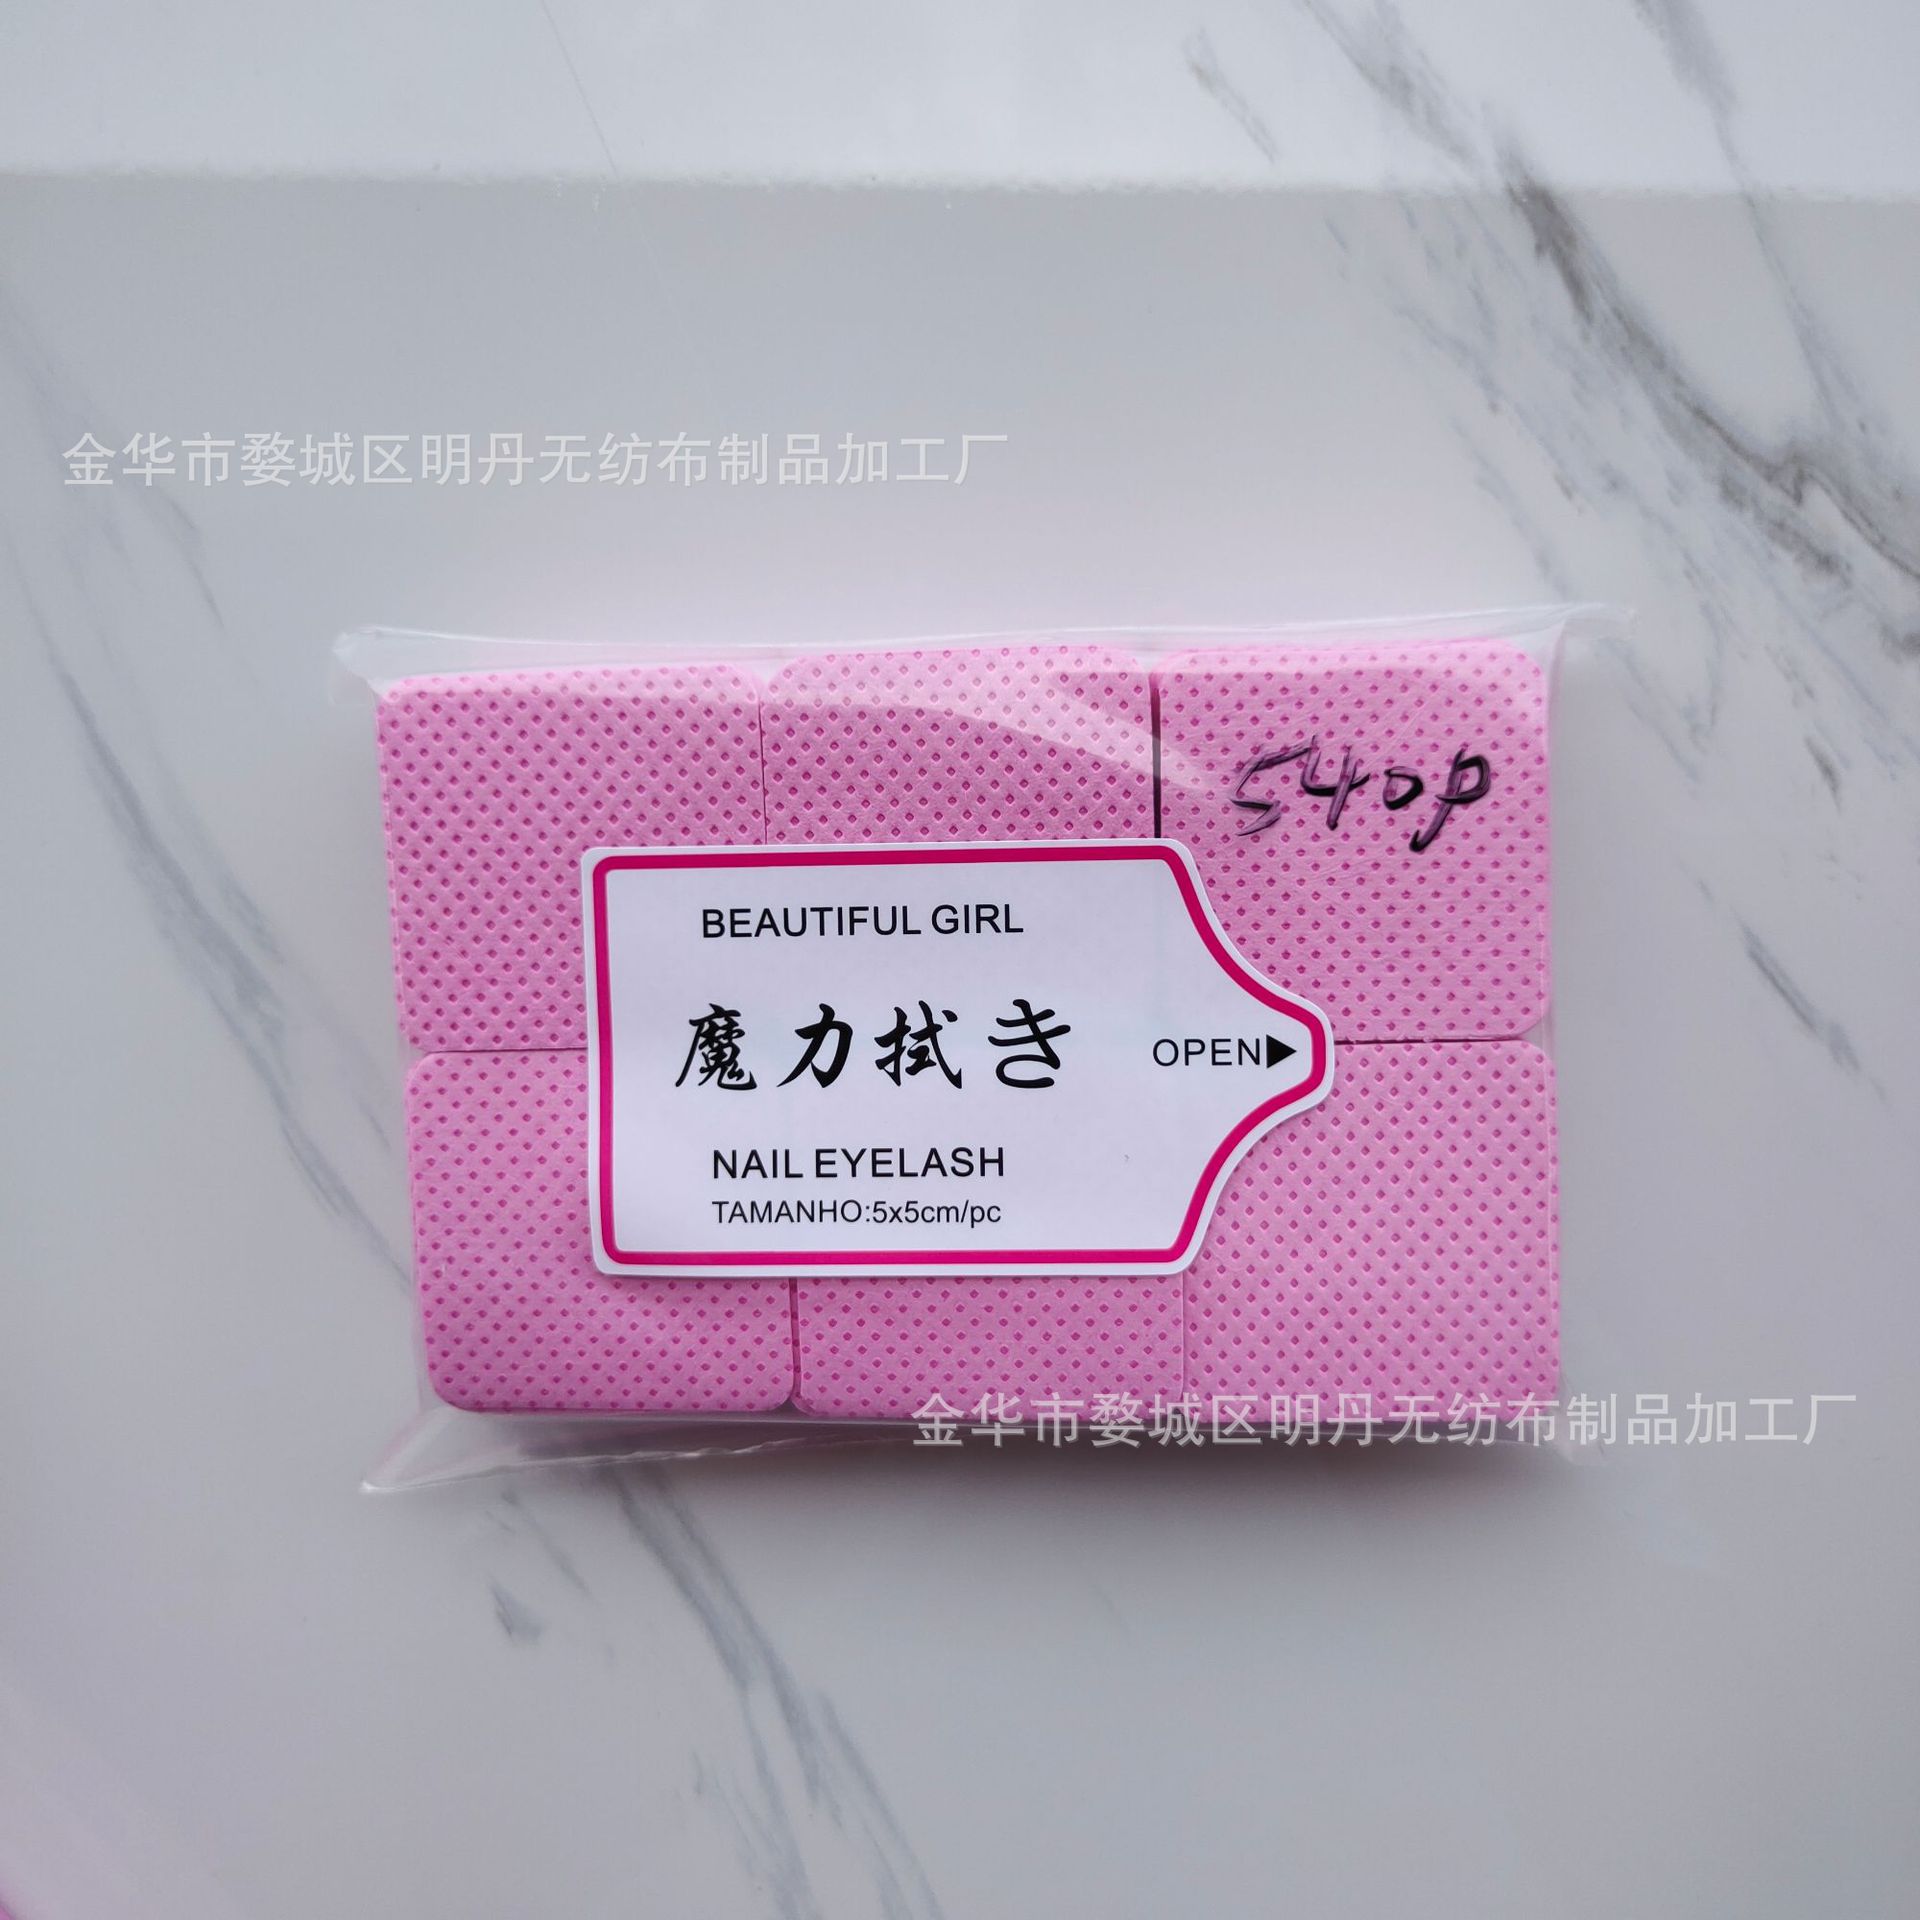 金华市婺城区明丹无纺布制品加工厂
540p
BEAUTIFUL GIRL
魔力拭き
OPEN▶
NAIL EYELASH
TAMANHO:5x5cm/pc
金华市婺城区明丹无纺布制品加工厂